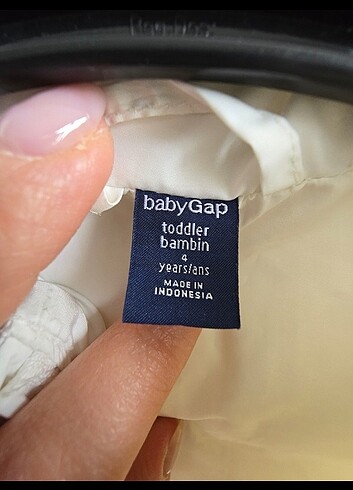 babyGap
toddler
bambin
4
years/ans
MADE IN
INDONESIA